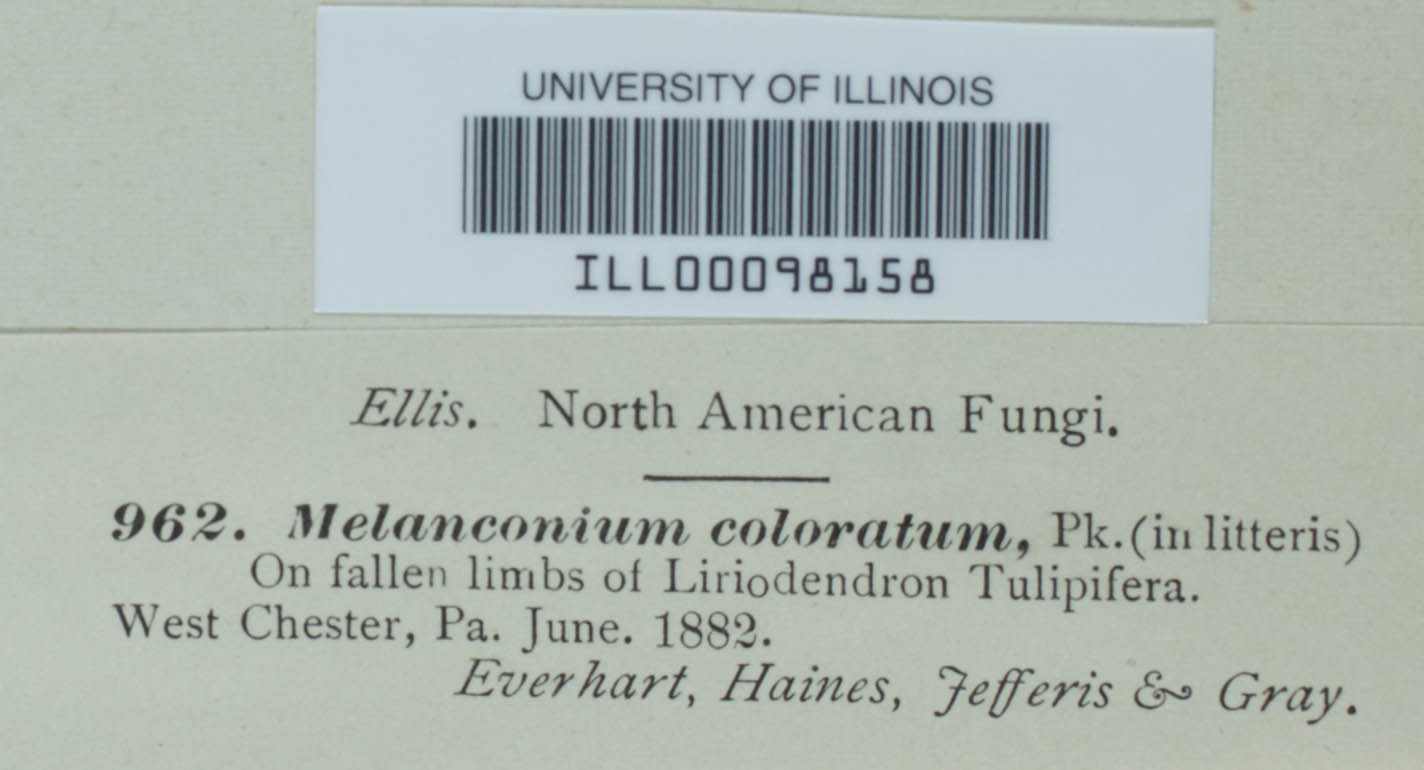 UNIVERSITY OF ILLINOIS
ILL00098158
Ellis. North American Fungi.
962. Melanconium coloratum, Pk. (in litteris)
On fallen limbs of Liriodendron Tulipifera.
West Chester, Pa. June. 1882.
Everhart, Haines, Jefferis & Gray.